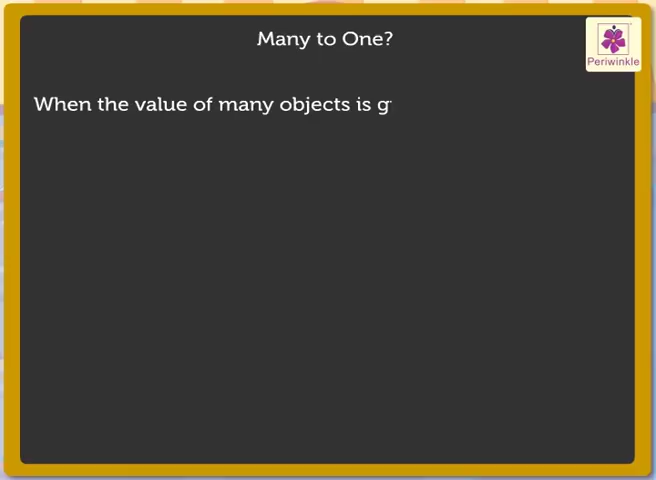 Many to One?
Periwinkle
When the value of many objects is g